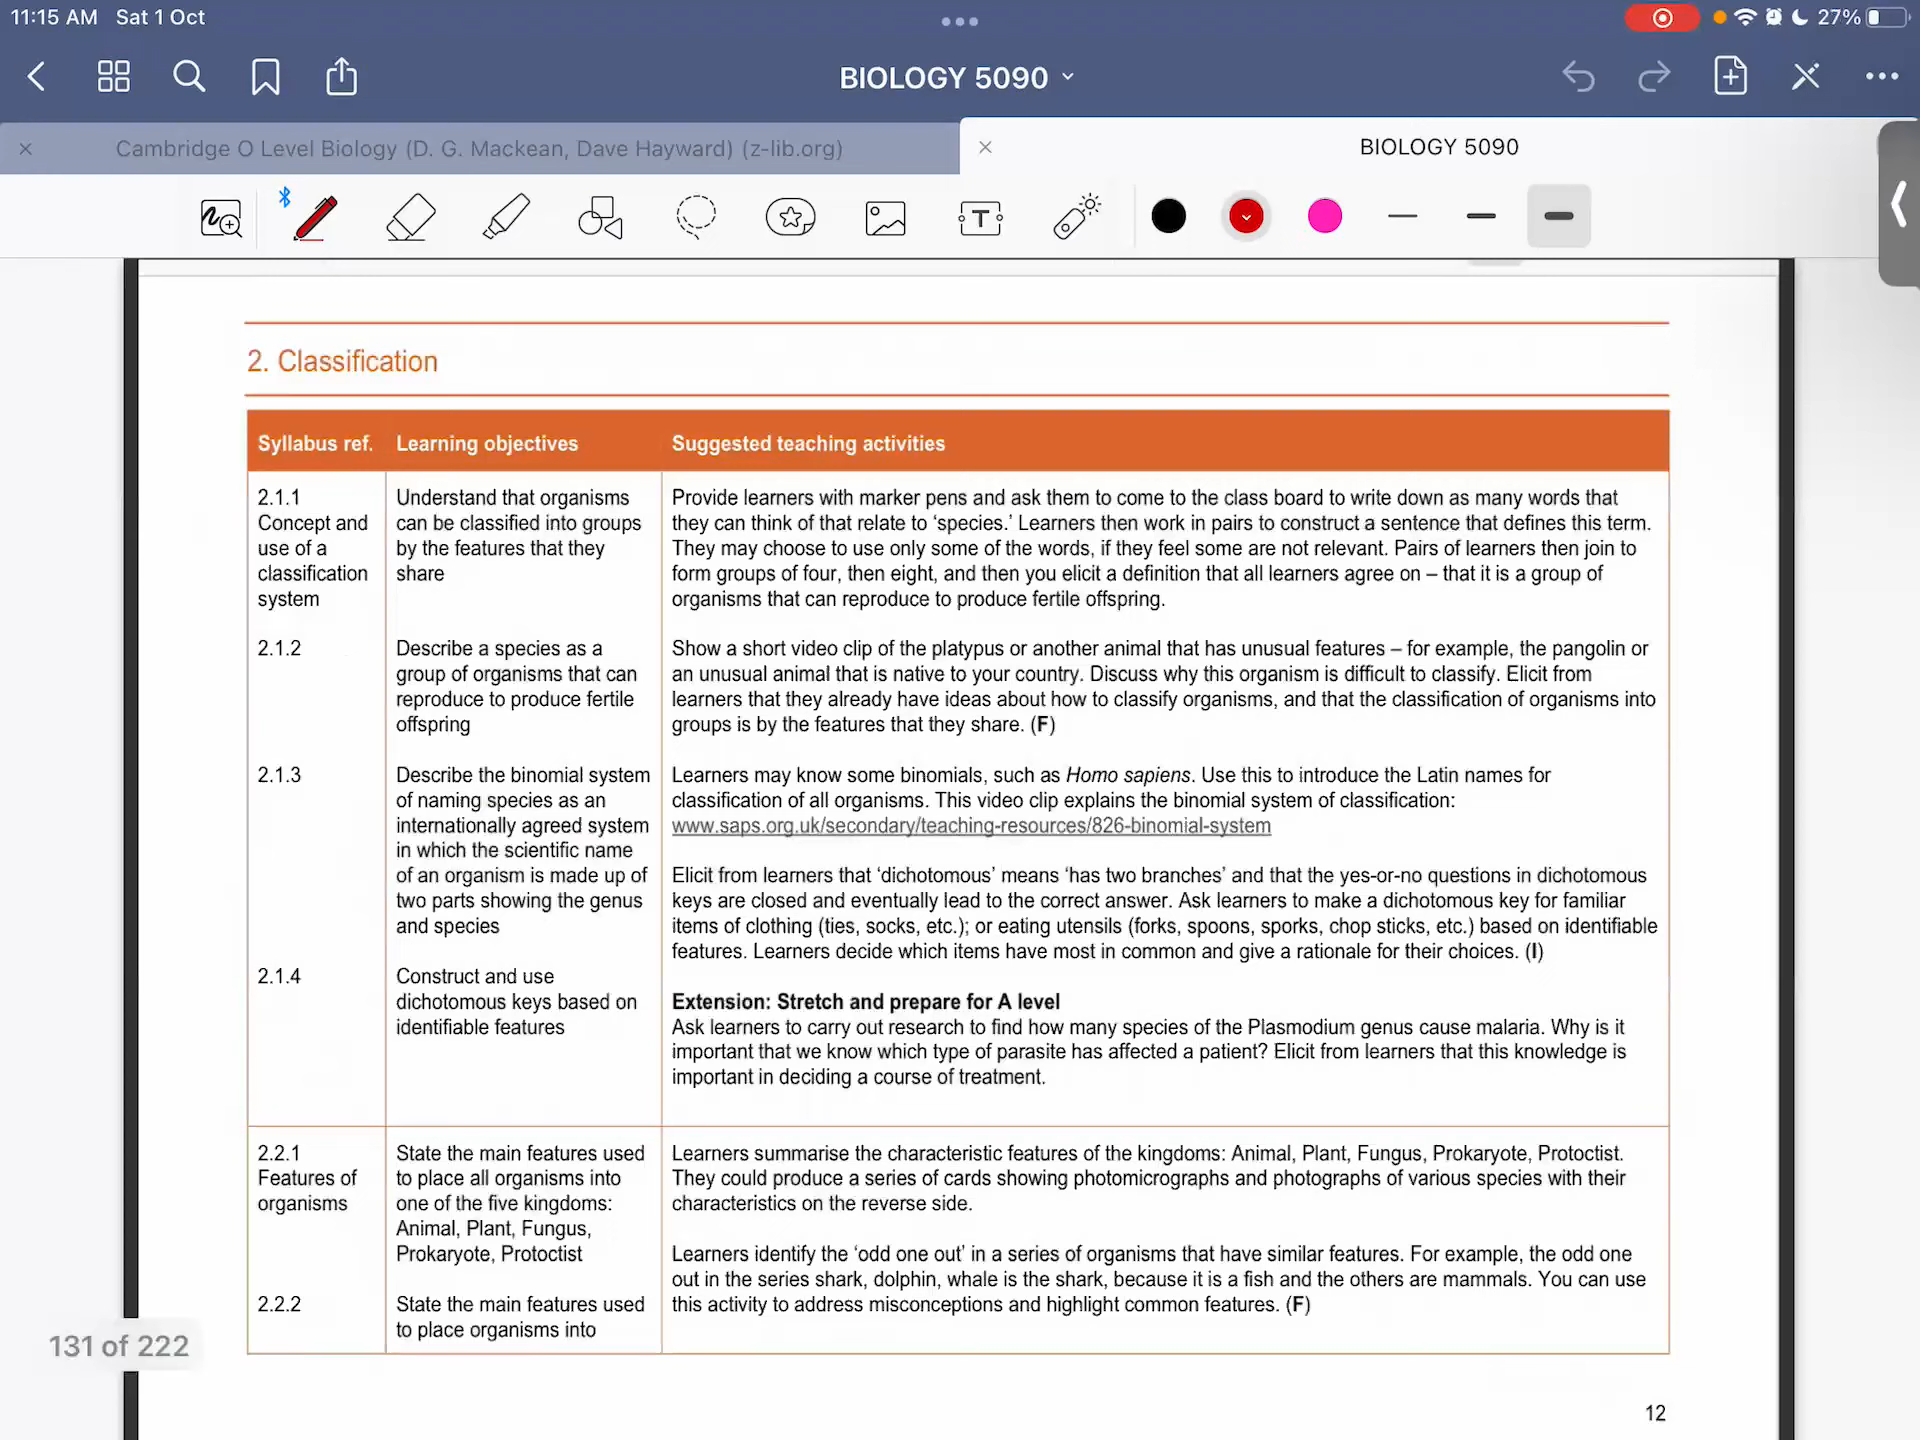 11:15 AM Sat 1 Oct
27%
BIOLOGY 5090
Cambridge O Level Biology (D. G. Mackean, Dave Hayward) (z-lib.org)
BIOLOGY 5090
T
2. Classification
Syllabus ref. Learning objectives Suggested teaching activities
2.1.1
Concept and
use of a
classification
system
Understand that organisms
can be classified into groups
by the features that they
share
Provide learners with marker pens and ask them to come to the class board to write down as many words that
they can think of that relate to ‘species.’ Learners then work in pairs to construct a sentence that defines this term.
They may choose to use only some of the words, if they feel some are not relevant. Pairs of learners then join to
form groups of four, then eight, and then you elicit a definition that all learners agree on – that it is a group of
organisms that can reproduce to produce fertile offspring.
2.1.2
Describe a species as a
group of organisms that can
reproduce to produce fertile
offspring
Show a short video clip of the platypus or another animal that has unusual features – for example, the pangolin or
an unusual animal that is native to your country. Discuss why this organism is difficult to classify. Elicit from
learners that they already have ideas about how to classify organisms, and that the classification of organisms into
groups is by the features that they share. (F)
2.1.3
Describe the binomial system
of naming species as an
internationally agreed system
in which the scientific name
of an organism is made up of
two parts showing the genus
and species
Learners may know some binomials, such as Homo sapiens. Use this to introduce the Latin names for
classification of all organisms. This video clip explains the binomial system of classification:
www.saps.org.uk/secondary/teaching-resources/826-binomial-system
Elicit from learners that ‘dichotomous’ means ‘has two branches’ and that the yes-or-no questions in dichotomous
keys are closed and eventually lead to the correct answer. Ask learners to make a dichotomous key for familiar
items of clothing (ties, socks, etc.); or eating utensils (forks, spoons, sporks, chop sticks, etc.) based on identifiable
features. Learners decide which items have most in common and give a rationale for their choices. (I)
2.1.4
Construct and use
dichotomous keys based on
identifiable features
Extension: Stretch and prepare for A level
Ask learners to carry out research to find how many species of the Plasmodium genus cause malaria. Why is it
important that we know which type of parasite has affected a patient? Elicit from learners that this knowledge is
important in deciding a course of treatment.
2.2.1
Features of
organisms
State the main features used
to place all organisms into
one of the five kingdoms:
Animal, Plant, Fungus,
Prokaryote, Protoctist
Learners summarise the characteristic features of the kingdoms: Animal, Plant, Fungus, Prokaryote, Protoctist.
They could produce a series of cards showing photomicrographs and photographs of various species with their
characteristics on the reverse side.
Learners identify the ‘odd one out’ in a series of organisms that have similar features. For example, the odd one
out in the series shark, dolphin, whale is the shark, because it is a fish and the others are mammals. You can use
this activity to address misconceptions and highlight common features. (F)
2.2.2
State the main features used
to place organisms into
131 of 222
12